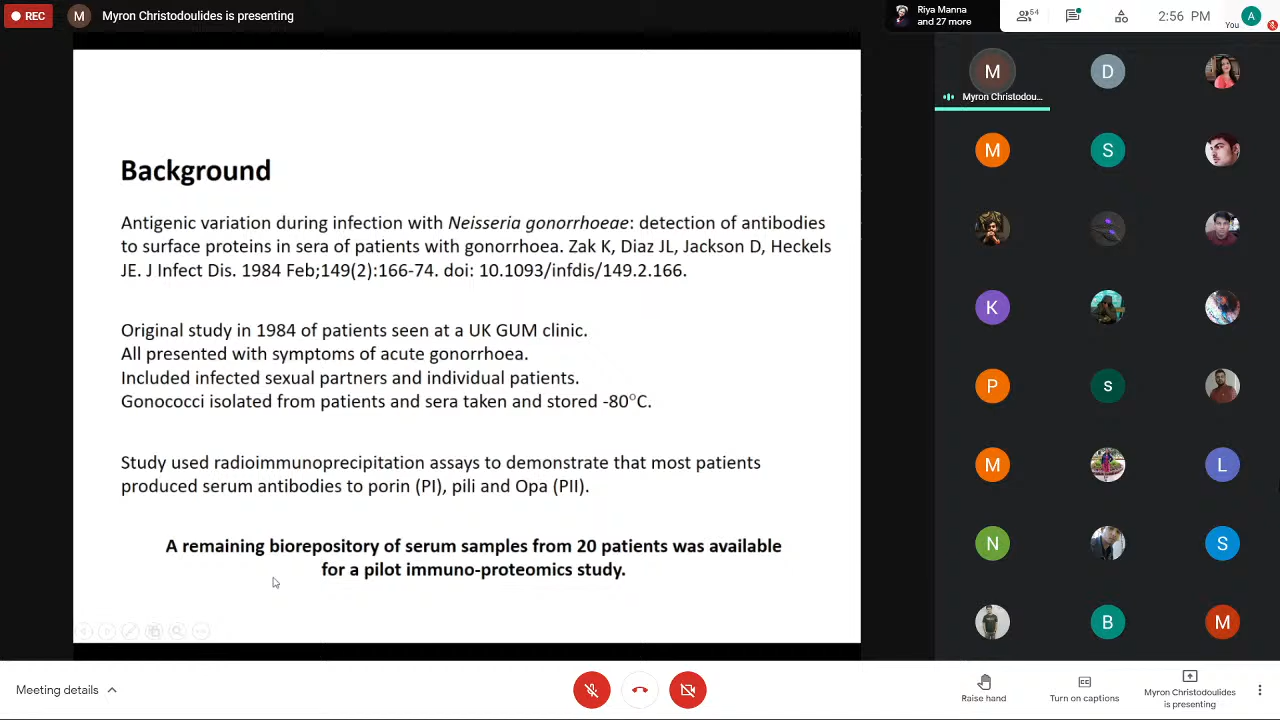 REC
M
Myron Christodoulides is presenting
Riya Manna
and 27 more
54
2:56 PM
A
You
Background
Antigenic variation during infection with Neisseria gonorrhoeae: detection of antibodies
to surface proteins in sera of patients with gonorrhoea. Zak K, Diaz JL, Jackson D, Heckels
JE. J Infect Dis. 1984 Feb;149(2):166-74. doi: 10.1093/infdis/149.2.166.
Original study in 1984 of patients seen at a UK GUM clinic.
All presented with symptoms of acute gonorrhoea.
Included infected sexual partners and individual patients.
Gonococci isolated from patients and sera taken and stored -80°C.
Study used radioimmunoprecipitation assays to demonstrate that most patients
produced serum antibodies to porin (PI), pili and Opa (PII).
A remaining biorepository of serum samples from 20 patients was available
for a pilot immuno-proteomics study.
M
D
Myron Christodou...
M
S
K
P
s
M
L
N
S
B
M
Meeting details
Raise hand
CC
Turn on captions
Myron Christodoulides
is presenting